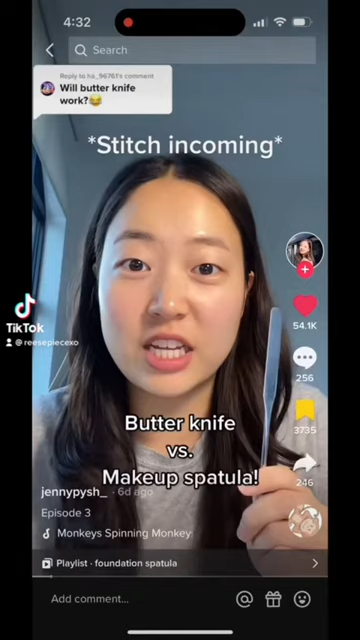 4:32
Search
Reply to ha_96761's comment
Will butter knife
work?😂
*Stitch incoming*
TikTok
@reesepiecexo
54.1K
256
3735
246
Butter knife
vs.
Makeup spatula!
jennypysh_ · 6d ago
Episode 3
Monkeys Spinning Monkey
Playlist · foundation spatula
Add comment...